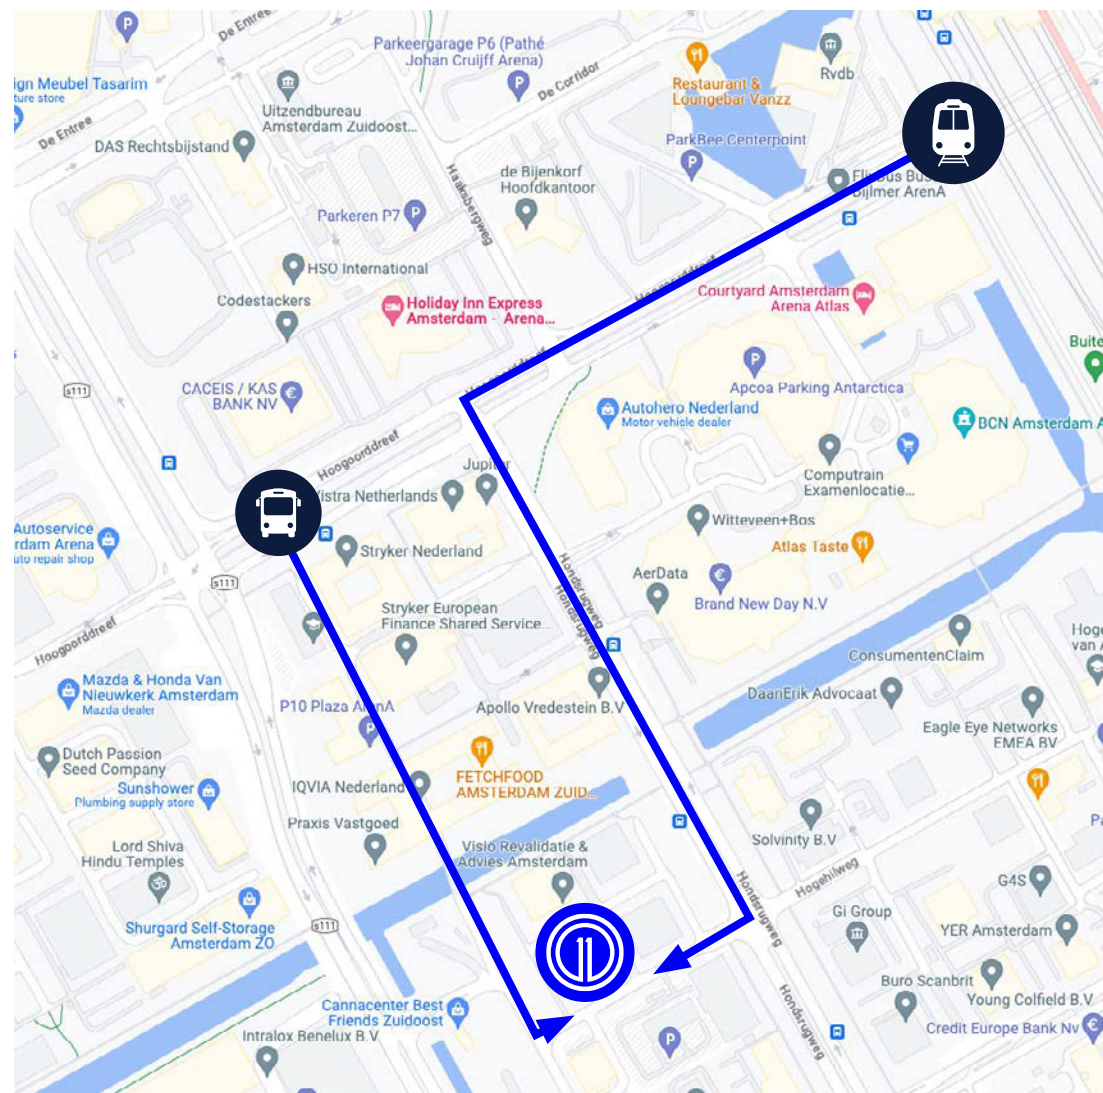 De Entree
P
Parkeergarage P6 (Pathé
Johan Cruijff Arena)
Rvdb
ign Meubel Tasarim
ture store
Restaurant &
Loungebar Vanzz
Uitzendbureau
Amsterdam Zuidoost...
P
De Corridor
De Entree
DAS Rechtsbijstand
ParkBee Centerpoint
P
de Bijenkorf
Hoofdkantoor
Haaksbergweg
Bijlmer ArenA
Parkeren P7
P
HSO International
Codestackers
Holiday Inn Express
Amsterdam - Arena...
Courtyard Amsterdam
Arena Atlas
Buite
s111
CACEIS / KAS
BANK NV
€
P
Apcoa Parking Antarctica
Autohero Nederland
Motor vehicle dealer
BCN Amsterdam A
Hoogoorddreef
Jupiter
Computrain
Examenlocatie...
istra Netherlands
Witteveen+Bos
Autoservice
rdam Arena
uto repair shop
Stryker Nederland
Atlas Taste
s111
AerData
€
Brand New Day N.V
Hondsrugweg
Hondsrugweg
Stryker European
Finance Shared Service...
Hoogoorddreef
Hoge
van A
ConsumentenClaim
Mazda & Honda Van
Nieuwkerk Amsterdam
Mazda dealer
P10 Plaza ArenA
P
Apollo Vredestein B.V
DaanErik Advocaat
Eagle Eye Networks
EMEA BV
Dutch Passion
Seed Company
Sunshower
Plumbing supply store
IQVIA Nederland
FETCHFOOD
AMSTERDAM ZUID...
Praxis Vastgoed
Solvinity B.V
Pa
Lord Shiva
Hindu Temples
Visio Revalidatie &
Advies Amsterdam
Hogehilweg
G4S
Hondsrugweg
Shurgard Self-Storage
Amsterdam ZO
s111
Gi Group
YER Amsterdam
Buro Scanbrit
Young Colfield B.V
Cannacenter Best
Friends Zuidoost
Hondsrugweg
Credit Europe Bank Nv
€
Intralox Benelux B.V
P
P
P